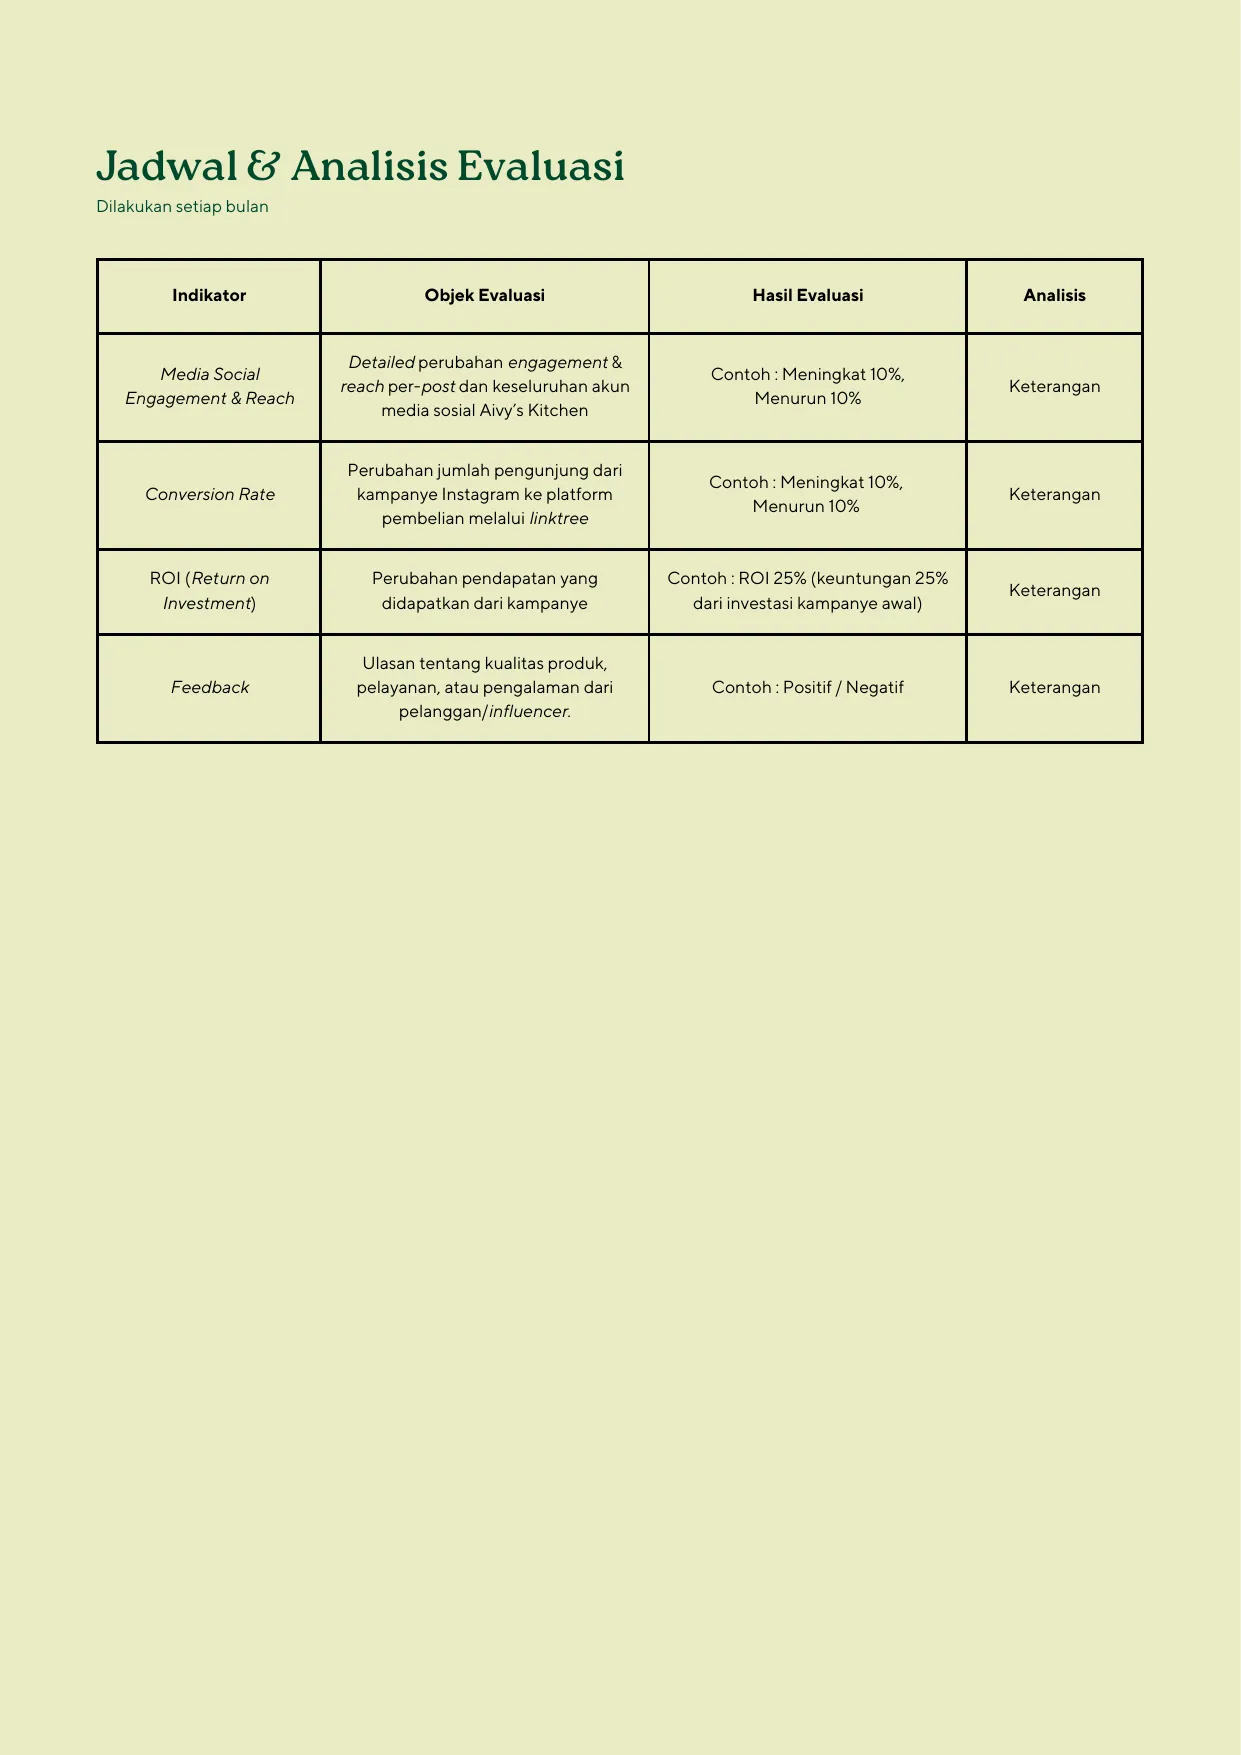 Jadwal & Analisis Evaluasi
Dilakukan setiap bulan
Indikator
Objek Evaluasi
Hasil Evaluasi
Analisis
Media Social
Engagement & Reach
Detailed perubahan engagement &
reach per-post dan keseluruhan akun
media sosial Aivy’s Kitchen
Contoh : Meningkat 10%,
Menurun 10%
Keterangan
Conversion Rate
Perubahan jumlah pengunjung dari
kampanye Instagram ke platform
pembelian melalui linktree
Contoh : Meningkat 10%,
Menurun 10%
Keterangan
ROI (Return on
Investment)
Perubahan pendapatan yang
didapatkan dari kampanye
Contoh : ROI 25% (keuntungan 25%
dari investasi kampanye awal)
Keterangan
Feedback
Ulasan tentang kualitas produk,
pelayanan, atau pengalaman dari
pelanggan/influencer.
Contoh : Positif / Negatif
Keterangan